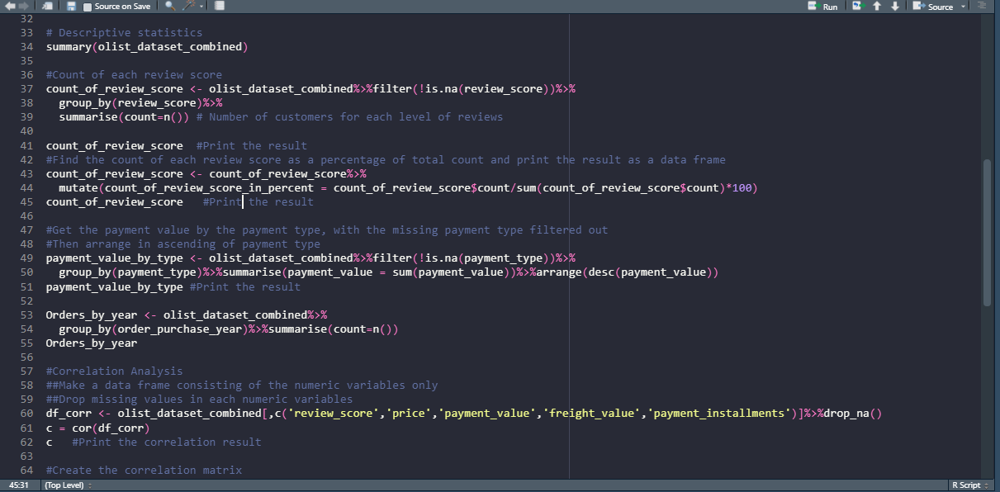 Source on Save Run Source
32
33 # Descriptive statistics
34 summary(olist_dataset_combined)
35
36 #Count of each review score
37 count_of_review_score <- olist_dataset_combined%>%filter(!is.na(review_score))%>%
38   group_by(review_score)%>%
39   summarise(count=n()) # Number of customers for each level of reviews
40
41 count_of_review_score  #Print the result
42 #Find the count of each review score as a percentage of total count and print the result as a data frame
43 count_of_review_score <- count_of_review_score%>%
44   mutate(count_of_review_score_in_percent = count_of_review_score$count/sum(count_of_review_score$count)*100)
45 count_of_review_score   #Print the result
46
47 #Get the payment value by the payment type, with the missing payment type filtered out
48 #Then arrange in ascending of payment type
49 payment_value_by_type <- olist_dataset_combined%>%filter(!is.na(payment_type))%>%
50   group_by(payment_type)%>%summarise(payment_value = sum(payment_value))%>%arrange(desc(payment_value))
51 payment_value_by_type #Print the result
52
53 Orders_by_year <- olist_dataset_combined%>%
54   group_by(order_purchase_year)%>%summarise(count=n())
55 Orders_by_year
56
57 #Correlation Analysis
58 ##Make a data frame consisting of the numeric variables only
59 ##Drop missing values in each numeric variables
60 df_corr <- olist_dataset_combined[,c('review_score','price','payment_value','freight_value','payment_installments')]%>%drop_na()
61 c = cor(df_corr)
62 c   #Print the correlation result
63
64 #Create the correlation matrix
45:31 (Top Level) R Script